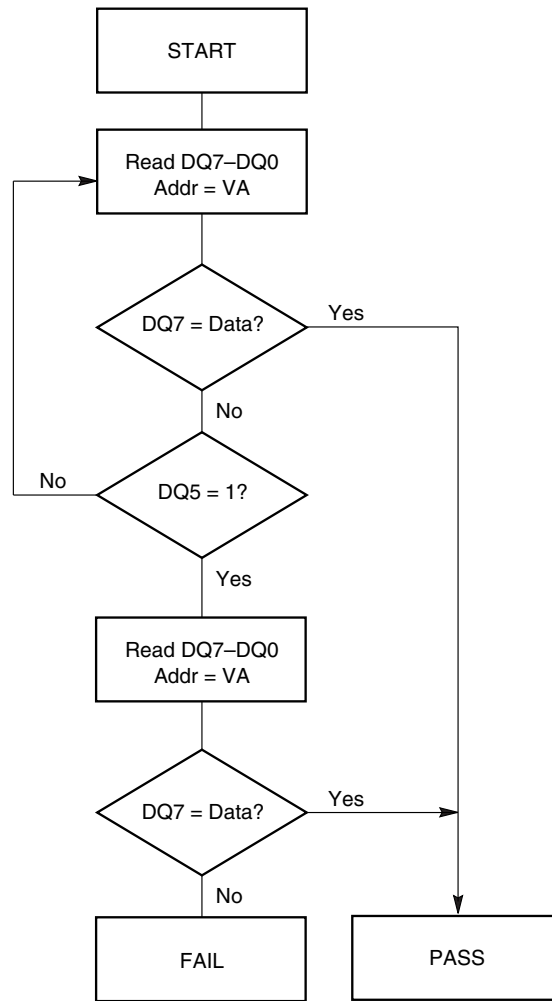 START
Read DQ7–DQ0
Addr = VA
DQ7 = Data?
Yes
No
No
DQ5 = 1?
Yes
Read DQ7–DQ0
Addr = VA
DQ7 = Data?
Yes
No
FAIL
PASS